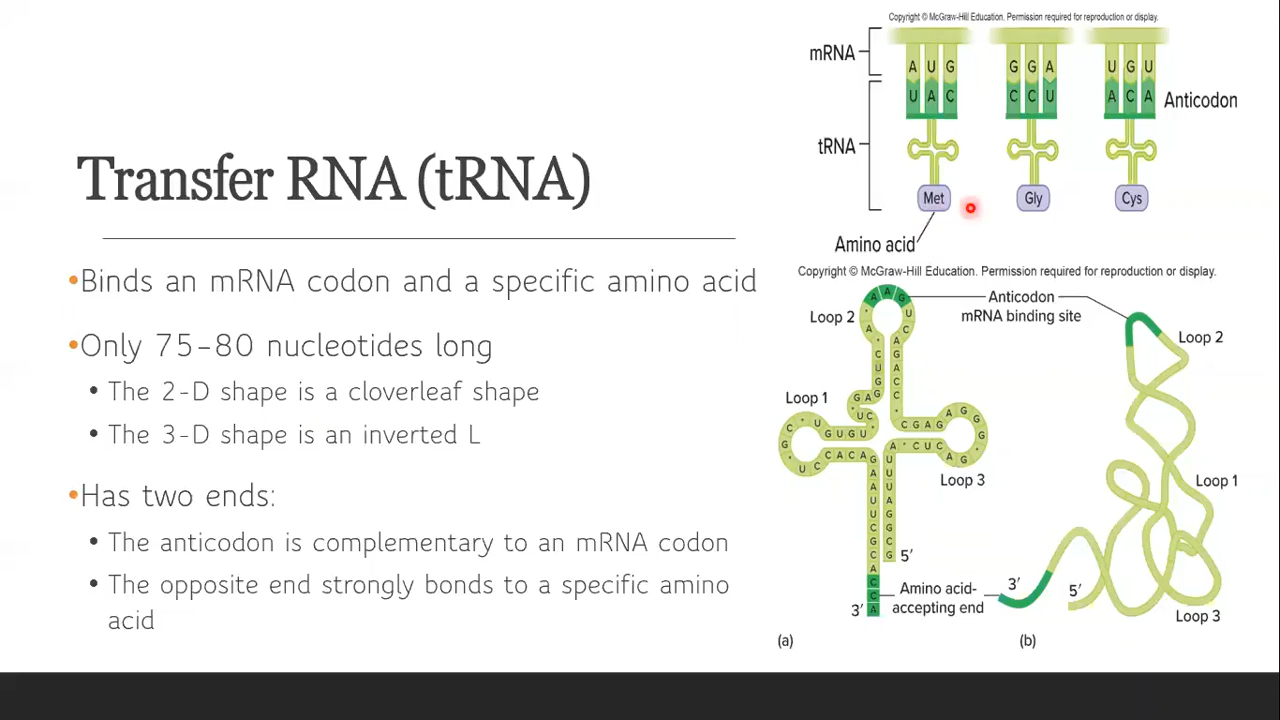 Transfer RNA (tRNA)
•Binds an mRNA codon and a specific amino acid
•Only 75-80 nucleotides long
• The 2-D shape is a cloverleaf shape
• The 3-D shape is an inverted L
•Has two ends:
• The anticodon is complementary to an mRNA codon
• The opposite end strongly bonds to a specific amino
acid
Copyright © McGraw-Hill Education. Permission required for reproduction or display.
mRNA
A U G
G G A
U G U
U A C
C C U
A C A
Anticodon
tRNA
Met
Gly
Cys
Amino acid
Copyright © McGraw-Hill Education. Permission required for reproduction or display.
Anticodon
mRNA binding site
Loop 2
Loop 1
Loop 3
5′
3′
Amino acid-
accepting end
(a)
Loop 2
Loop 1
Loop 3
3′
5′
(b)